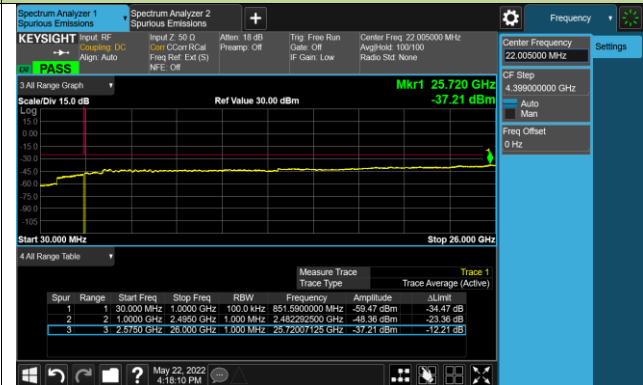 Spectrum Analyzer 1
Spurious Emissions
Spectrum Analyzer 2
Spurious Emissions
+
Frequency
KEYSIGHT
Input: RF
Coupling: DC
Align: Auto
Input Z: 50 Ω
Corr CCorr RCal
Freq Ref: Ext (S)
NFE: Off
Atten: 18 dB
Preamp: Off
Trig: Free Run
Gate: Off
IF Gain: Low
Center Freq: 22.005000 MHz
Avg|Hold: 100/100
Radio Std: None
PASS
Center Frequency
22.005000 MHz
Settings
CF Step
4.399000000 GHz
Auto
Man
Freq Offset
0 Hz
3 All Range Graph
Mkr1 25.720 GHz
Scale/Div 15.0 dB
Ref Value 30.00 dBm
-37.21 dBm
Log
15.0
0.00
-15.0
-30.0
-45.0
-60.0
-75.0
-90.0
-105
1
Start 30.000 MHz
Stop 26.000 GHz
4 All Range Table
Measure Trace Trace 1
Trace Type Trace Average (Active)
Spur Range Start Freq Stop Freq RBW Frequency Amplitude ΔLimit
1 1 30.000 MHz 1.0000 GHz 100.0 kHz 851.5900000 MHz -59.47 dBm -34.47 dB
2 2 1.0000 GHz 2.4950 GHz 1.000 MHz 2.482292500 GHz -48.36 dBm -23.36 dB
3 3 2.5750 GHz 26.000 GHz 1.000 MHz 25.72007125 GHz -37.21 dBm -12.21 dB
May 22, 2022
4:18:10 PM